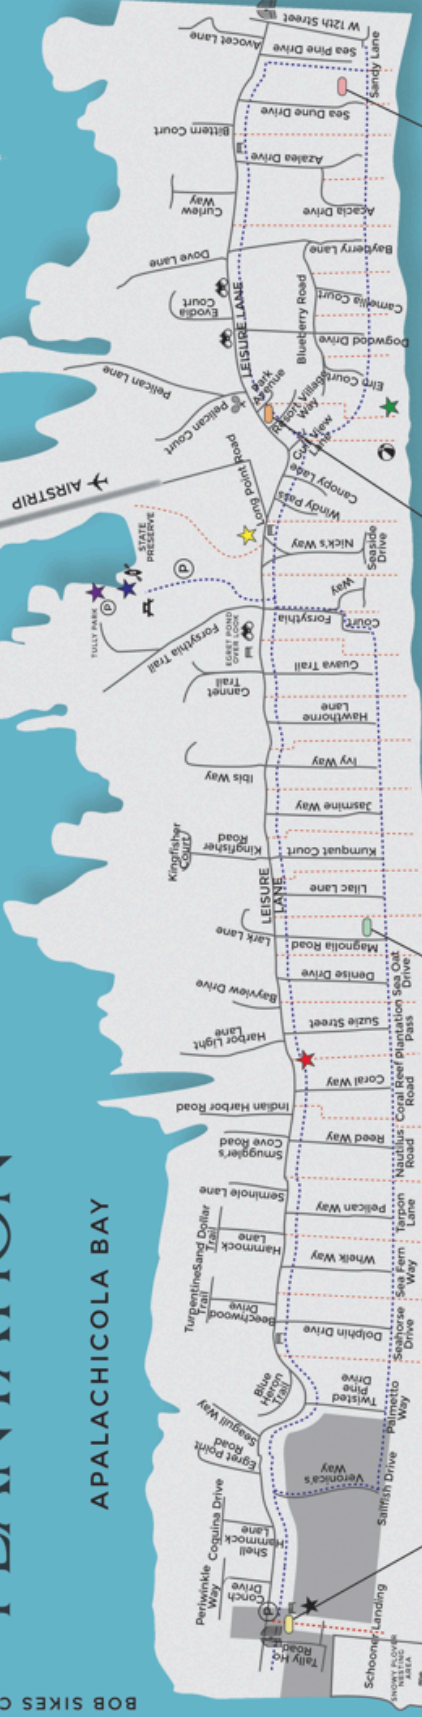 W 12th Street
Avocet Lane
Sea Pine Drive
Sandy Lane
Sea Dune Drive
Bittern Court
Azalea Drive
Curlew
Way
Acacia Drive
Bayberry Lane
Dove Lane
Evodia
Court
LEISURE LANE
Camellia Court
Blueberry Road
Dogwood Drive
Elm Court
Pelican Lane
Park
Avenue
Resort Village
Way
Pelican Court
Gulf View
Lane
Canopy Lane
Windy Pass
AIRSTRIP
Long Point Road
Nick's Way
Seaside
Drive
STATE
PRESERVE
P
TULLY PARK
P
Forsythia Trail
EGRET POND
OVER LOOK
Forsythia
Way
Court
Guava Trail
Gannet
Trail
Hawthorne
Lane
Ivy Way
Ibis Way
Jasmine Way
Kingfisher
Court
Kingfisher
Road
Kumquat Court
LEISURE
LANE
Lilac Lane
Lark Lane
Magnolia Road
Denise Drive
Sea Oat
Drive
Bayview Drive
Suzie Street
Plantation
Pass
Harbor Light
Lane
Coral Way
Coral Reef
Road
Indian Harbor Road
Reed Way
Nautilus
Road
Smuggler's
Cove Road
Seminole Lane
Pelican Way
Tarpon
Lane
Sand Dollar
Trail
Hammock
Lane
Whelk Way
Sea Fern
Way
Turpentine
Trail
Beechwood
Drive
Dolphin Drive
Seahorse
Drive
Blue
Heron
Trail
Twisted
Pine
Drive
Palmetto
Way
Seagull Way
Egret Point
Road
Veronica's
Way
Sailfish Drive
Coquina Drive
Shell
Hammock
Lane
Periwinkle
Way
Conch
Drive
P
Tally Ho
Road
Schooner Landing
SNOWY PLOVER
NESTING
AREA
APALACHICOLA BAY
BOB SIKES C